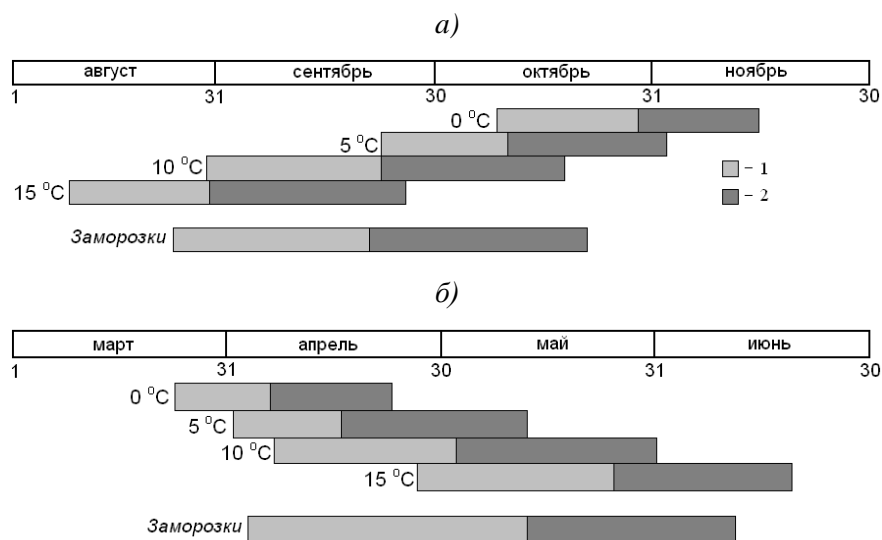 а)
август сентябрь октябрь ноябрь
1 31 30 31 30
0 °C
5 °C
10 °C
15 °C
- 1
- 2
Заморозки
б)
март апрель май июнь
1 31 30 31 30
0 °C
5 °C
10 °C
15 °C
Заморозки